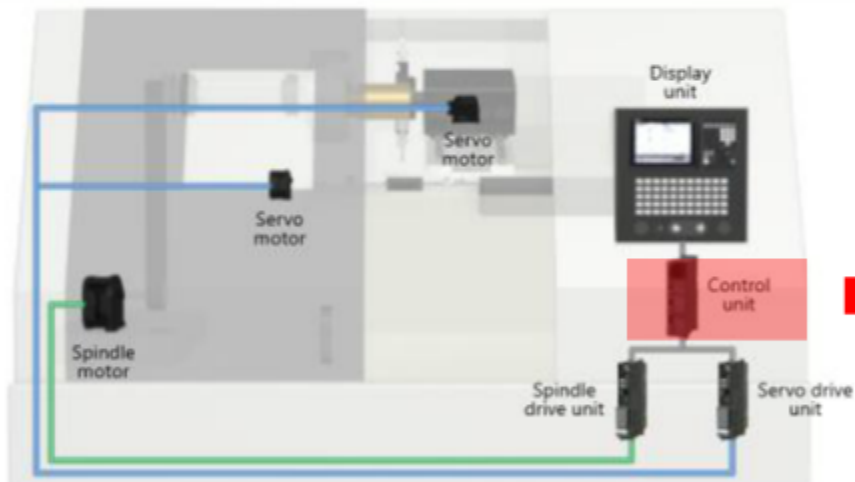 Display
unit
Servo
motor
Servo
motor
Control
unit
Spindle
motor
Spindle
drive unit
Servo drive
unit